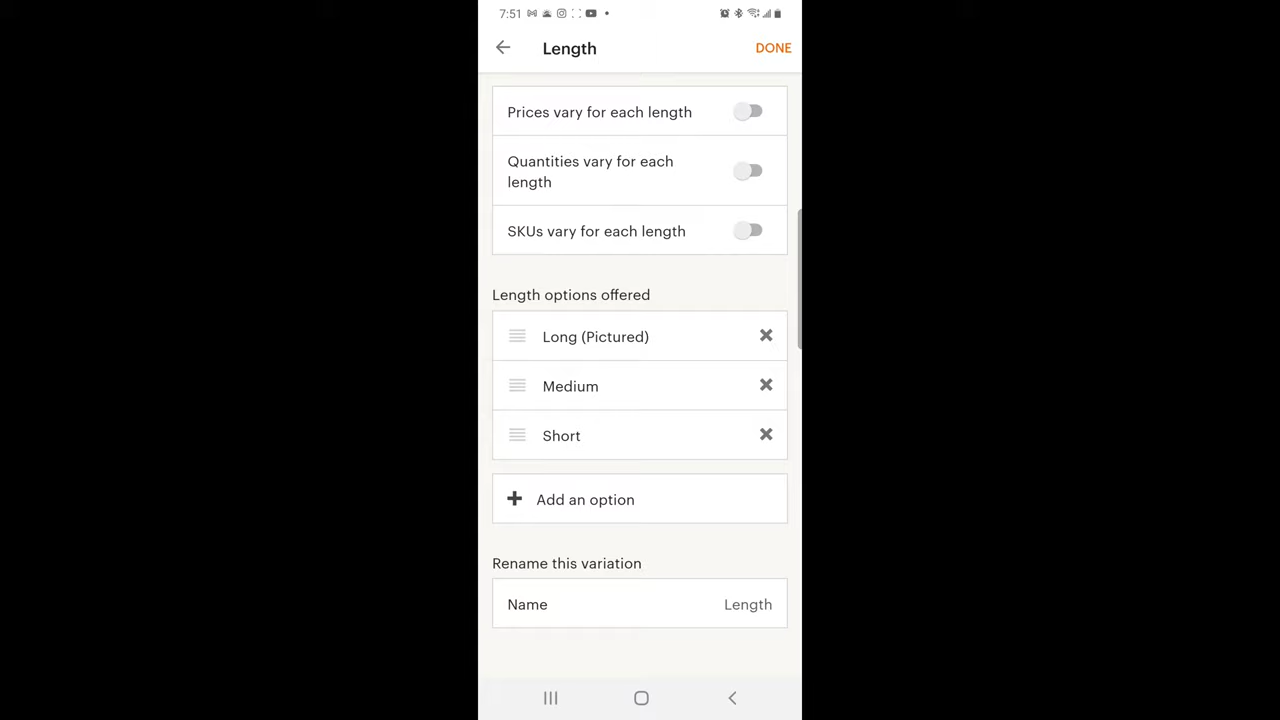 7:51
Length
DONE
Prices vary for each length
Quantities vary for each
length
SKUs vary for each length
Length options offered
Long (Pictured)
Medium
Short
Add an option
Rename this variation
Name Length